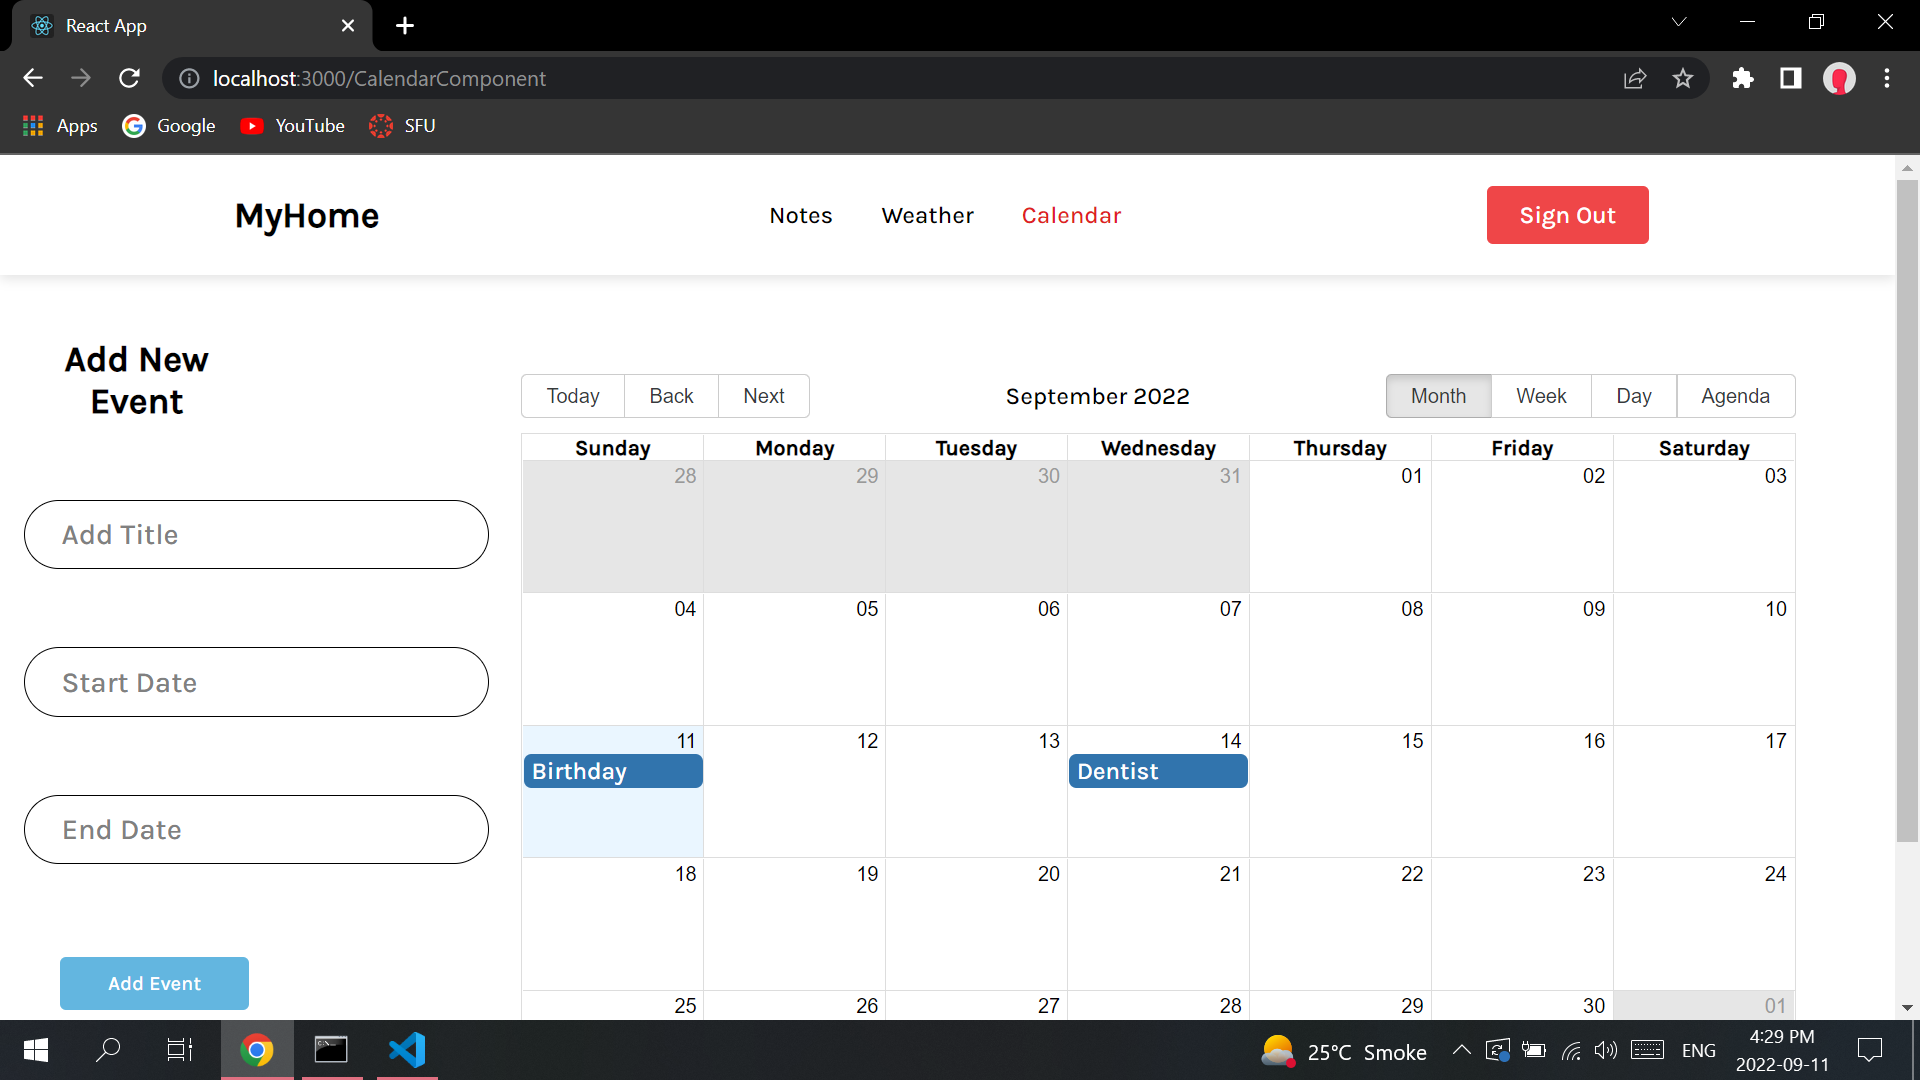 React App
localhost:3000/CalendarComponent
Apps Google YouTube SFU
MyHome Notes Weather Calendar Sign Out
Add New
Event
Add Title
Start Date
End Date
Add Event
Today Back Next September 2022 Month Week Day Agenda
Sunday Monday Tuesday Wednesday Thursday Friday Saturday
28 29 30 31 01 02 03
04 05 06 07 08 09 10
11 12 13 14 15 16 17
Birthday Dentist
18 19 20 21 22 23 24
25 26 27 28 29 30 01
25°C Smoke ENG 4:29 PM
2022-09-11